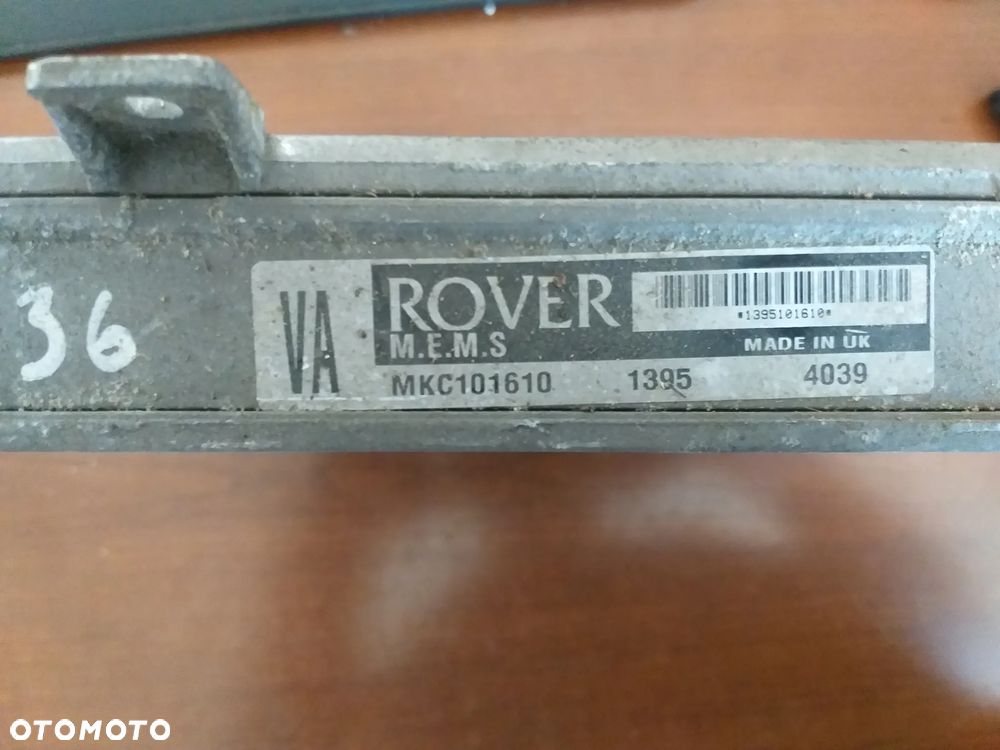 36
VA
ROVER
*1395101610*
M.E.M.S
MADE IN UK
MKC101610 1395 4039
OTOMOTO